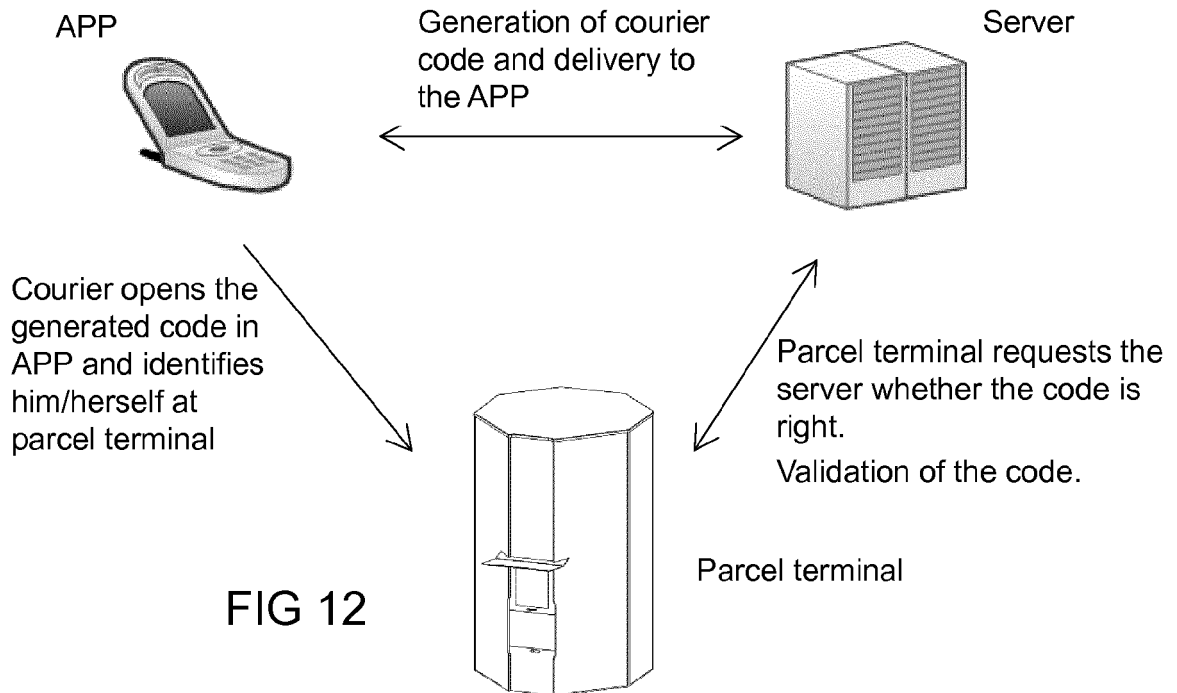 APP
Generation of courier
code and delivery to
the APP
Server
Courier opens the
generated code in
APP and identifies
him/herself at
parcel terminal
Parcel terminal requests the
server whether the code is
right.
Validation of the code.
Parcel terminal
FIG 12